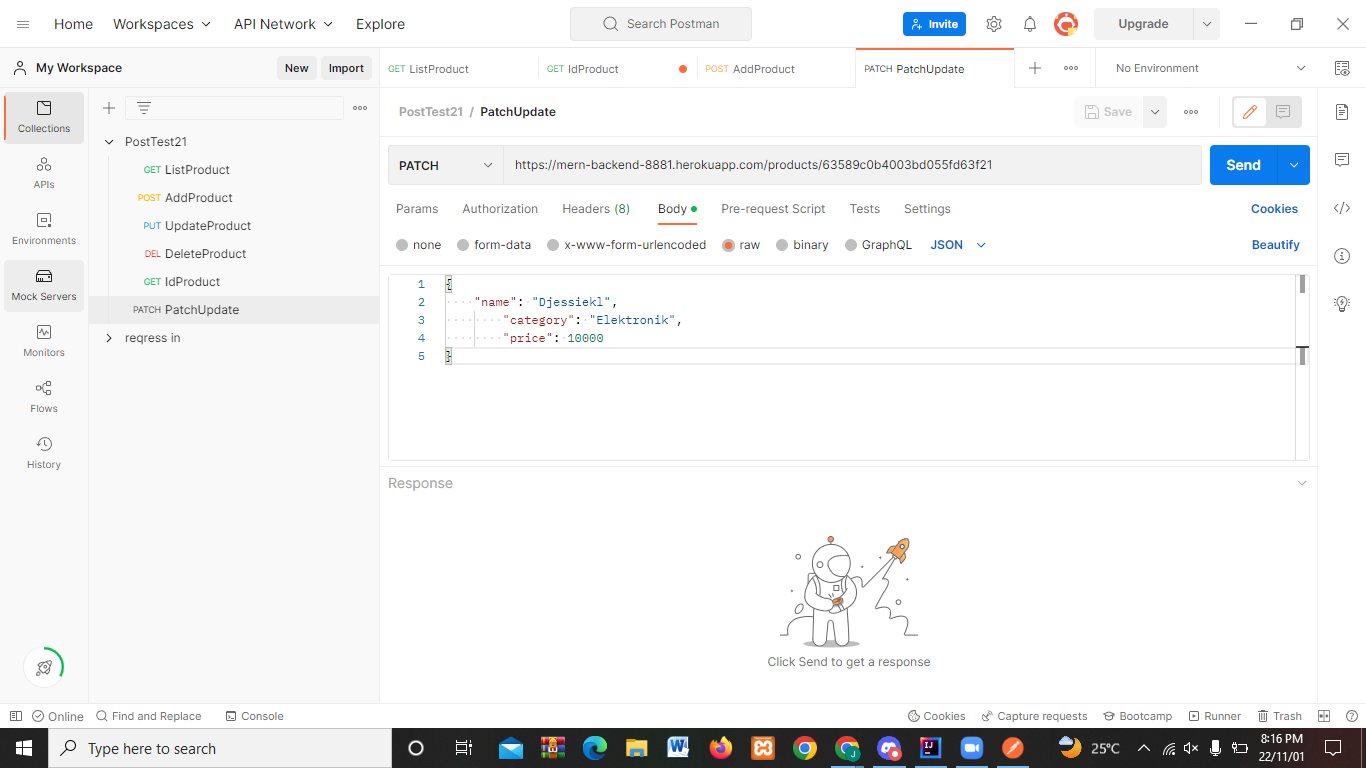 Home Workspaces API Network Explore Search Postman Invite Upgrade
My Workspace New Import GET ListProduct GET IdProduct POST AddProduct PATCH PatchUpdate No Environment
Collections
APIs
Environments
Mock Servers
Monitors
Flows
History
PostTest21
GET ListProduct
POST AddProduct
PUT UpdateProduct
DEL DeleteProduct
GET IdProduct
PATCH PatchUpdate
reqress in
PostTest21 / PatchUpdate Save
PATCH https://mern-backend-8881.herokuapp.com/products/63589c0b4003bd055fd63f21 Send
Params Authorization Headers (8) Body Pre-request Script Tests Settings Cookies
none form-data x-www-form-urlencoded raw binary GraphQL JSON Beautify
1 {
2 "name": "Djessiekl",
3 "category": "Elektronik",
4 "price": 10000
5 }
Response
Click Send to get a response
Online Find and Replace Console Cookies Capture requests Bootcamp Runner Trash
Type here to search 25°C 8:16 PM
22/11/01